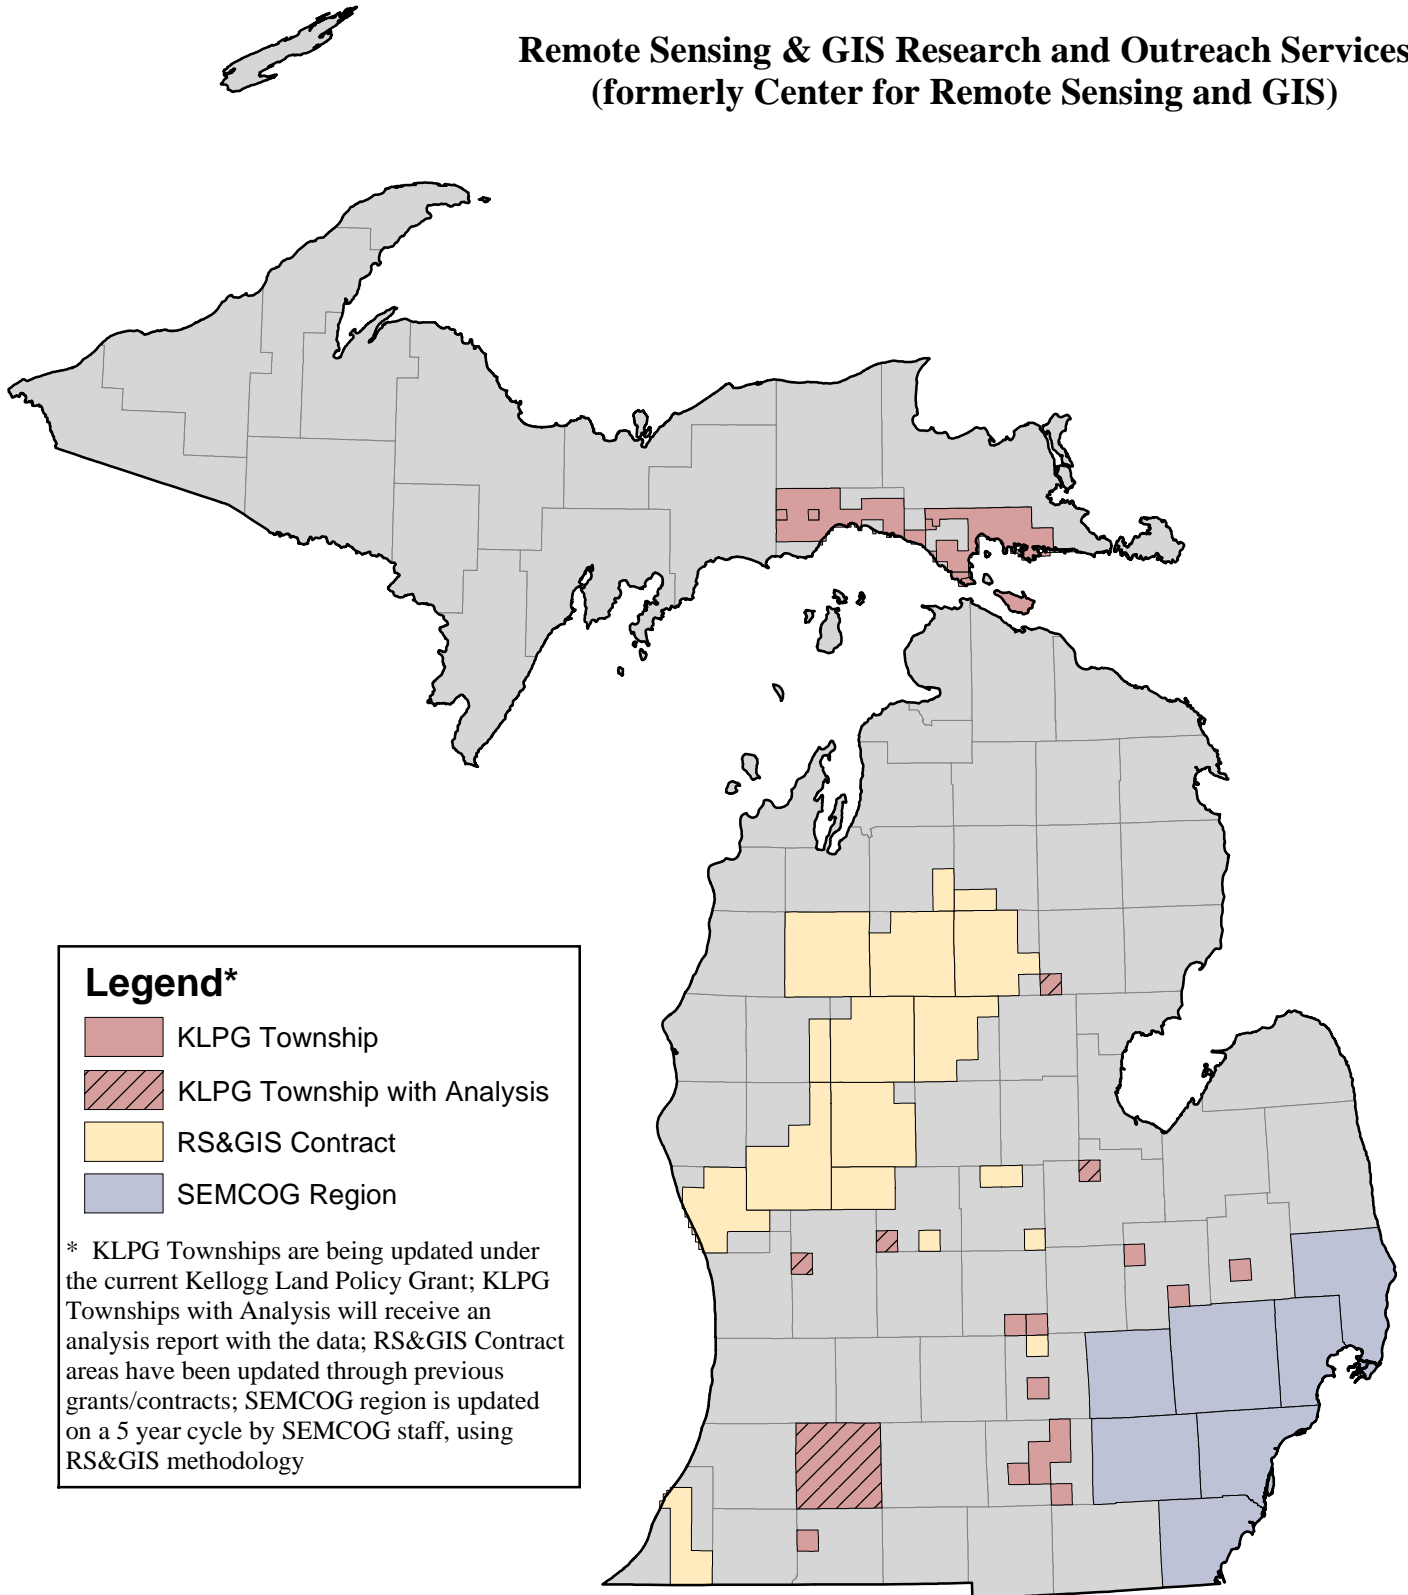 Remote Sensing & GIS Research and Outreach Services
(formerly Center for Remote Sensing and GIS)
Legend*
KLPG Township
KLPG Township with Analysis
RS&GIS Contract
SEMCOG Region
* KLPG Townships are being updated under
the current Kellogg Land Policy Grant; KLPG
Townships with Analysis will receive an
analysis report with the data; RS&GIS Contract
areas have been updated through previous
grants/contracts; SEMCOG region is updated
on a 5 year cycle by SEMCOG staff, using
RS&GIS methodology